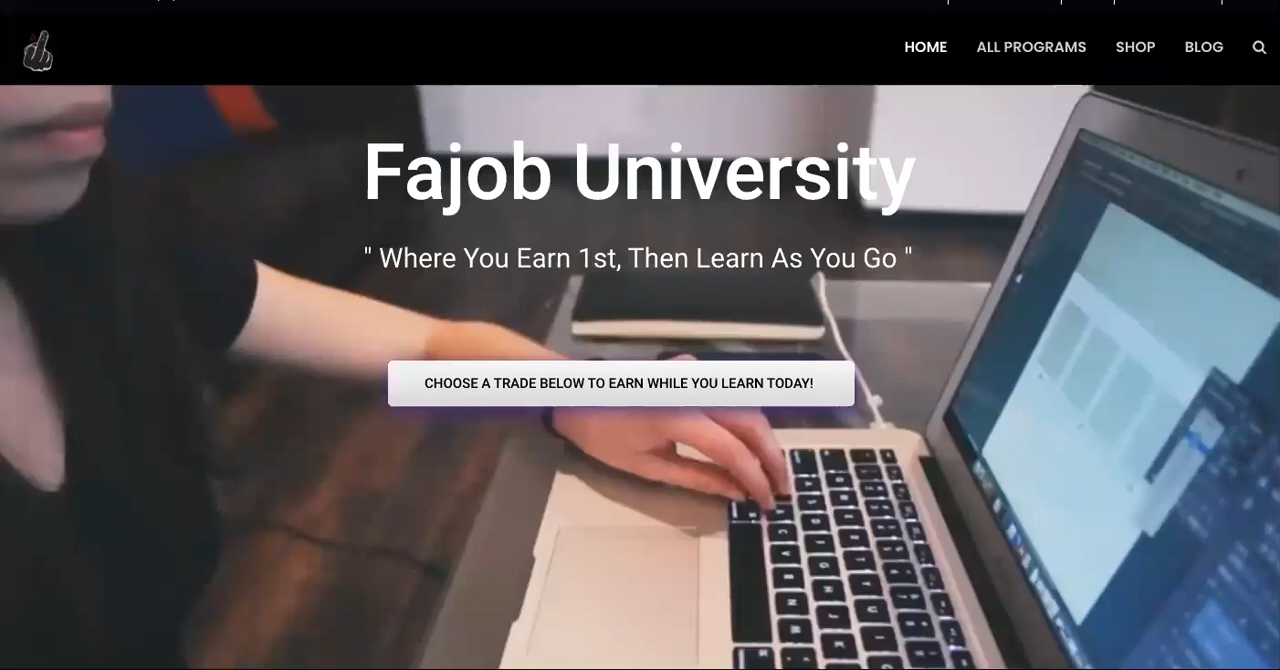 HOME ALL PROGRAMS SHOP BLOG
Fajob University
" Where You Earn 1st, Then Learn As You Go "
CHOOSE A TRADE BELOW TO EARN WHILE YOU LEARN TODAY!